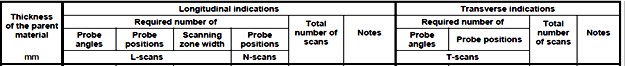 Thickness of the parent material
mm
Longitudinal indications
Required number of
Probe angles
Probe positions
Scanning zone width
Probe positions
L-scans
N-scans
Total number of scans
Notes
Transverse indications
Required number of
Probe angles
Probe positions
T-scans
Total number of scans
Notes